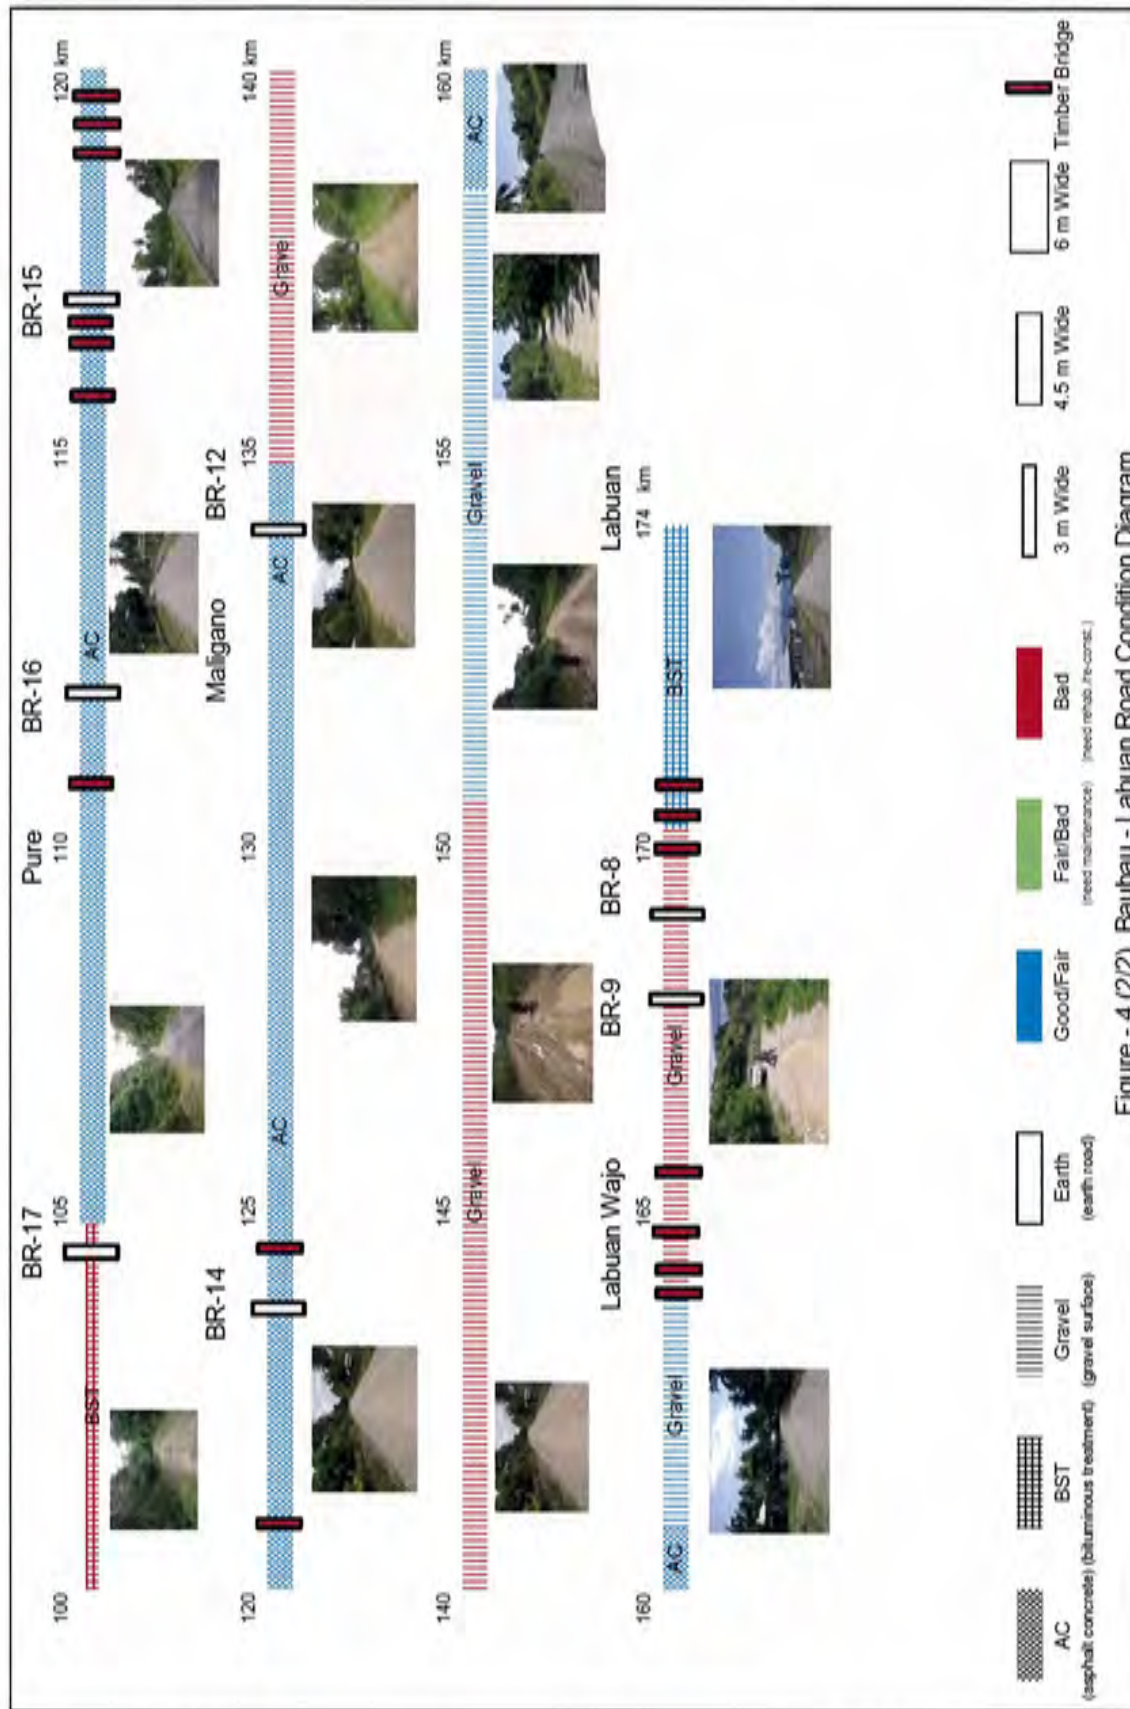 BR-17 Pure BR-16 BR-15
100 105 110 115 120 km
BST AC
BR-14 Maligano BR-12
120 125 130 135 140 km
AC AC Gravel
140 145 150 155 160 km
Gravel Gravel AC
Labuan Wajo BR-9 BR-8 Labuan
160 165 170 174 km
AC Gravel Gravel BST
AC BST Gravel Earth Good/Fair Fair/Bad Bad 3 m Wide 4.5 m Wide 6 m Wide Timber Bridge
(asphalt concrete) (bituminous treatment) (gravel surface) (earth road) (need maintenance) (need rehab./re-const.)
Figure - 4 (2/2) Baubau - Labuan Road Condition Diagram